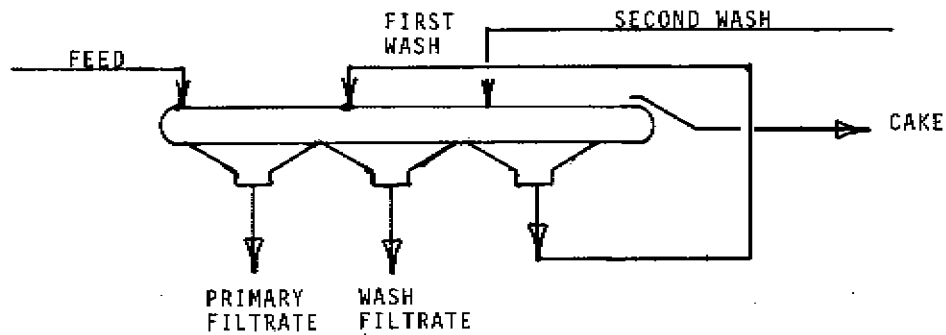 FIRST
WASH
SECOND WASH
FEED
CAKE
PRIMARY
FILTRATE
WASH
FILTRATE